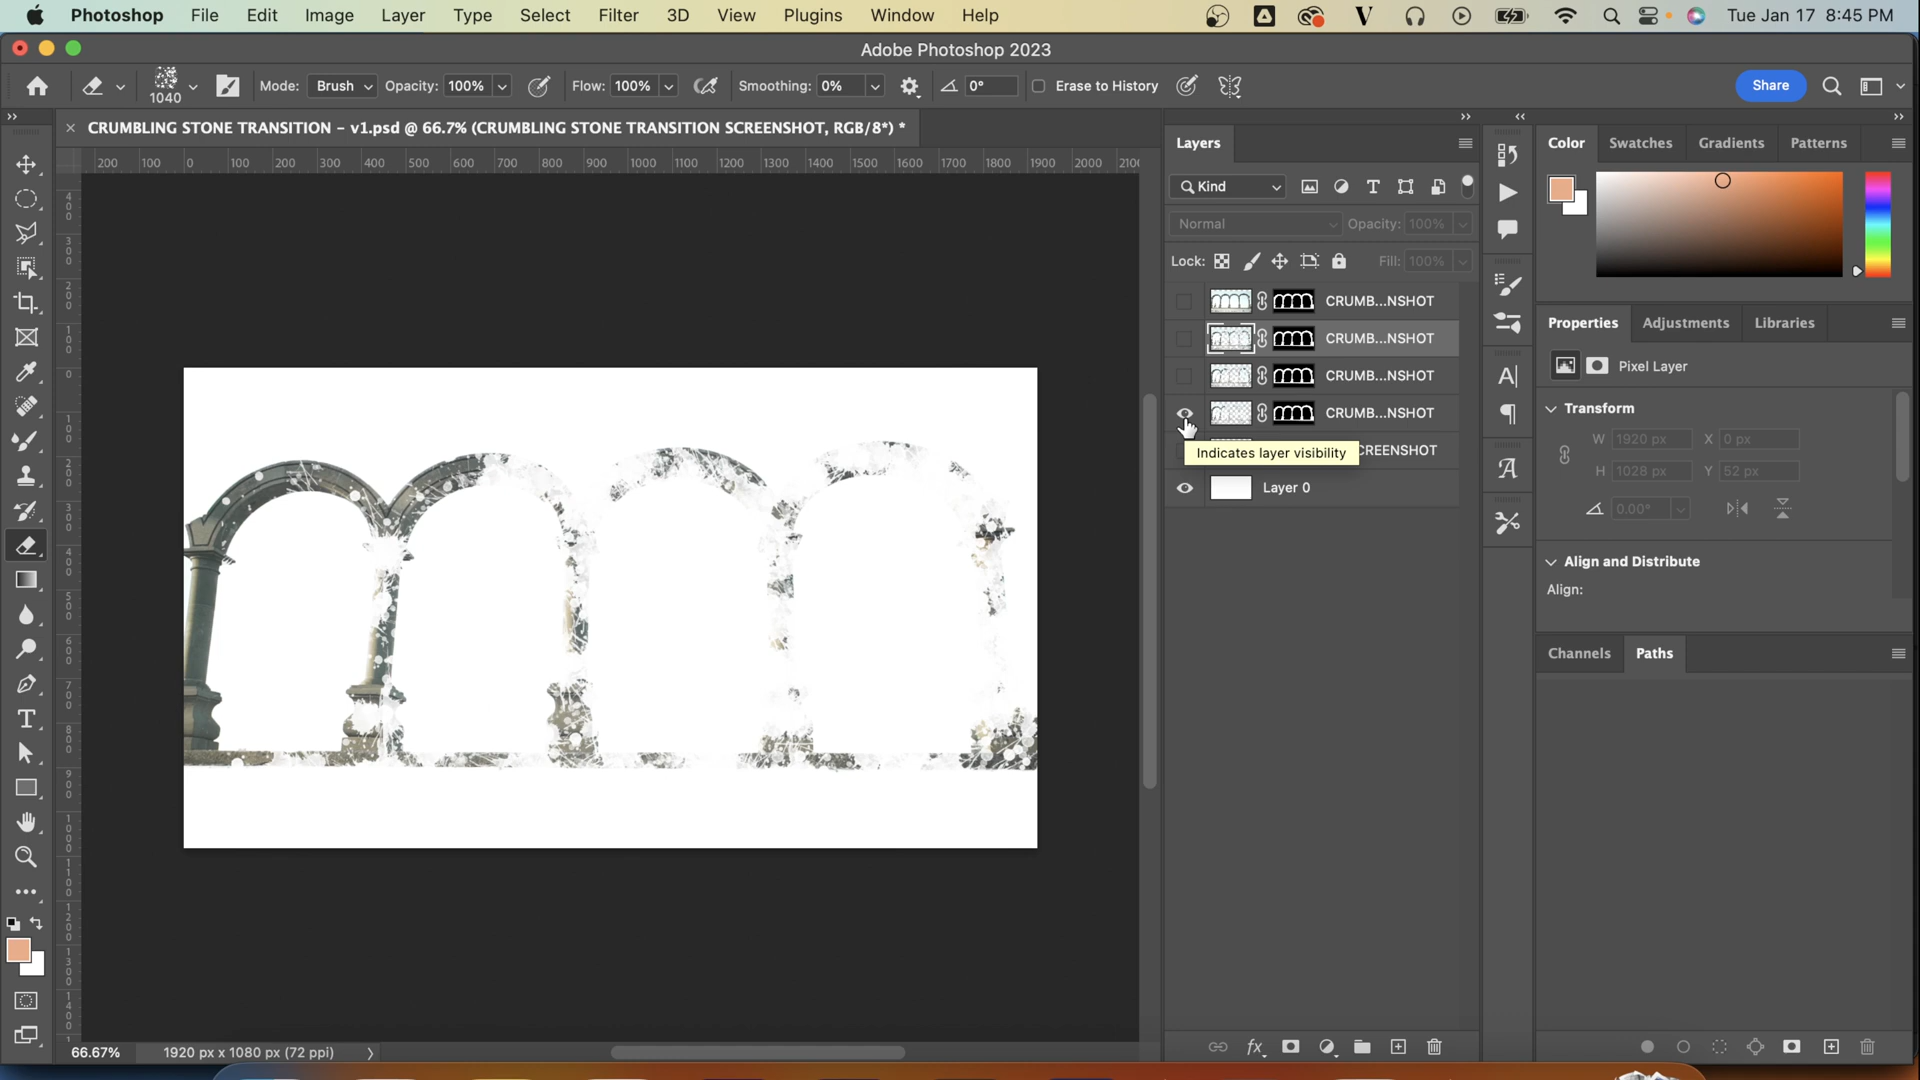 Photoshop File Edit Image Layer Type Select Filter 3D View Plugins Window Help Tue Jan 17 8:45 PM
Adobe Photoshop 2023
1040 Mode: Brush Opacity: 100% Flow: 100% Smoothing: 0% 0° Erase to History Share
× CRUMBLING STONE TRANSITION – v1.psd @ 66.7% (CRUMBLING STONE TRANSITION SCREENSHOT, RGB/8*) *
200 100 0 100 200 300 400 500 600 700 800 900 1000 1100 1200 1300 1400 1500 1600 1700 1800 1900 2000 210
Layers
Kind
Normal Opacity: 100%
Lock: Fill: 100%
CRUMB...NSHOT
CRUMB...NSHOT
CRUMB...NSHOT
CRUMB...NSHOT
CREENSHOT
Indicates layer visibility
Layer 0
Color Swatches Gradients Patterns
Properties Adjustments Libraries
Pixel Layer
Transform
W 1920 px X 0 px
H 1028 px Y 52 px
0.00°
Align and Distribute
Align:
Channels Paths
66.67% 1920 px x 1080 px (72 ppi)